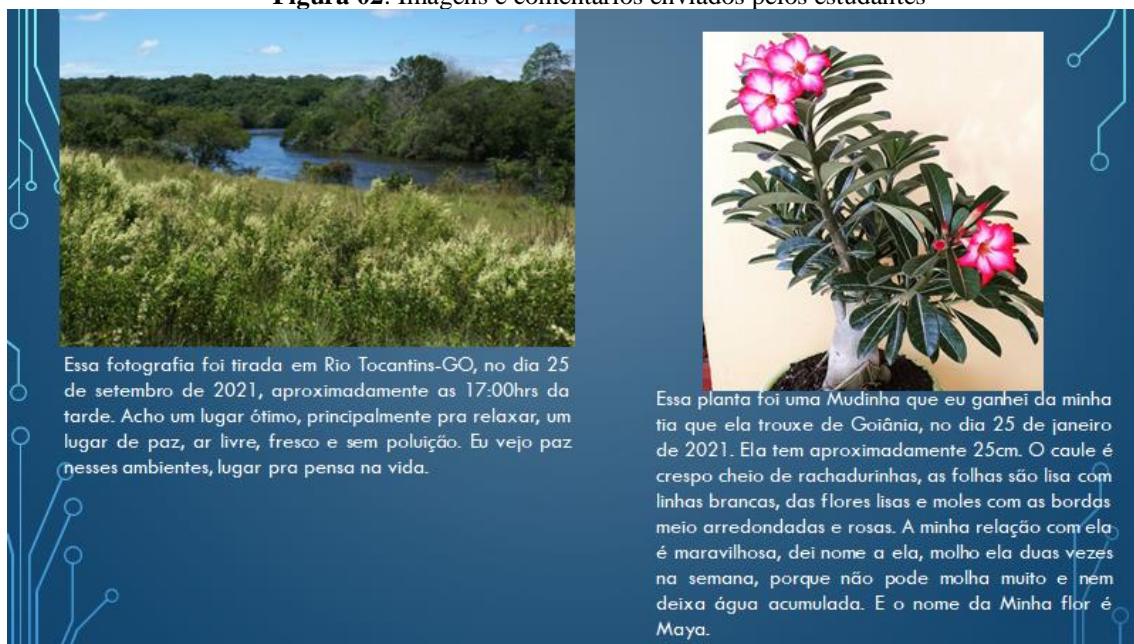 Figura 02: Imagens e comentários enviados pelos estudantes
Essa fotografia foi tirada em Rio Tocantins-GO, no dia 25
de setembro de 2021, aproximadamente as 17:00hrs da
tarde. Acho um lugar ótimo, principalmente pra relaxar, um
lugar de paz, ar livre, fresco e sem poluição. Eu vejo paz
nesses ambientes, lugar pra pensa na vida.
Essa planta foi uma Mudinha que eu ganhei da minha
tia que ela trouxe de Goiânia, no dia 25 de janeiro
de 2021. Ela tem aproximadamente 25cm. O caule é
crespo cheio de rachadurinhas, as folhas são lisa com
linhas brancas, das flores lisas e moles com as bordas
meio arredondadas e rosas. A minha relação com ela
é maravilhosa, dei nome a ela, molho ela duas vezes
na semana, porque não pode molha muito e nem
deixa água acumulada. E o nome da Minha flor é
Maya.